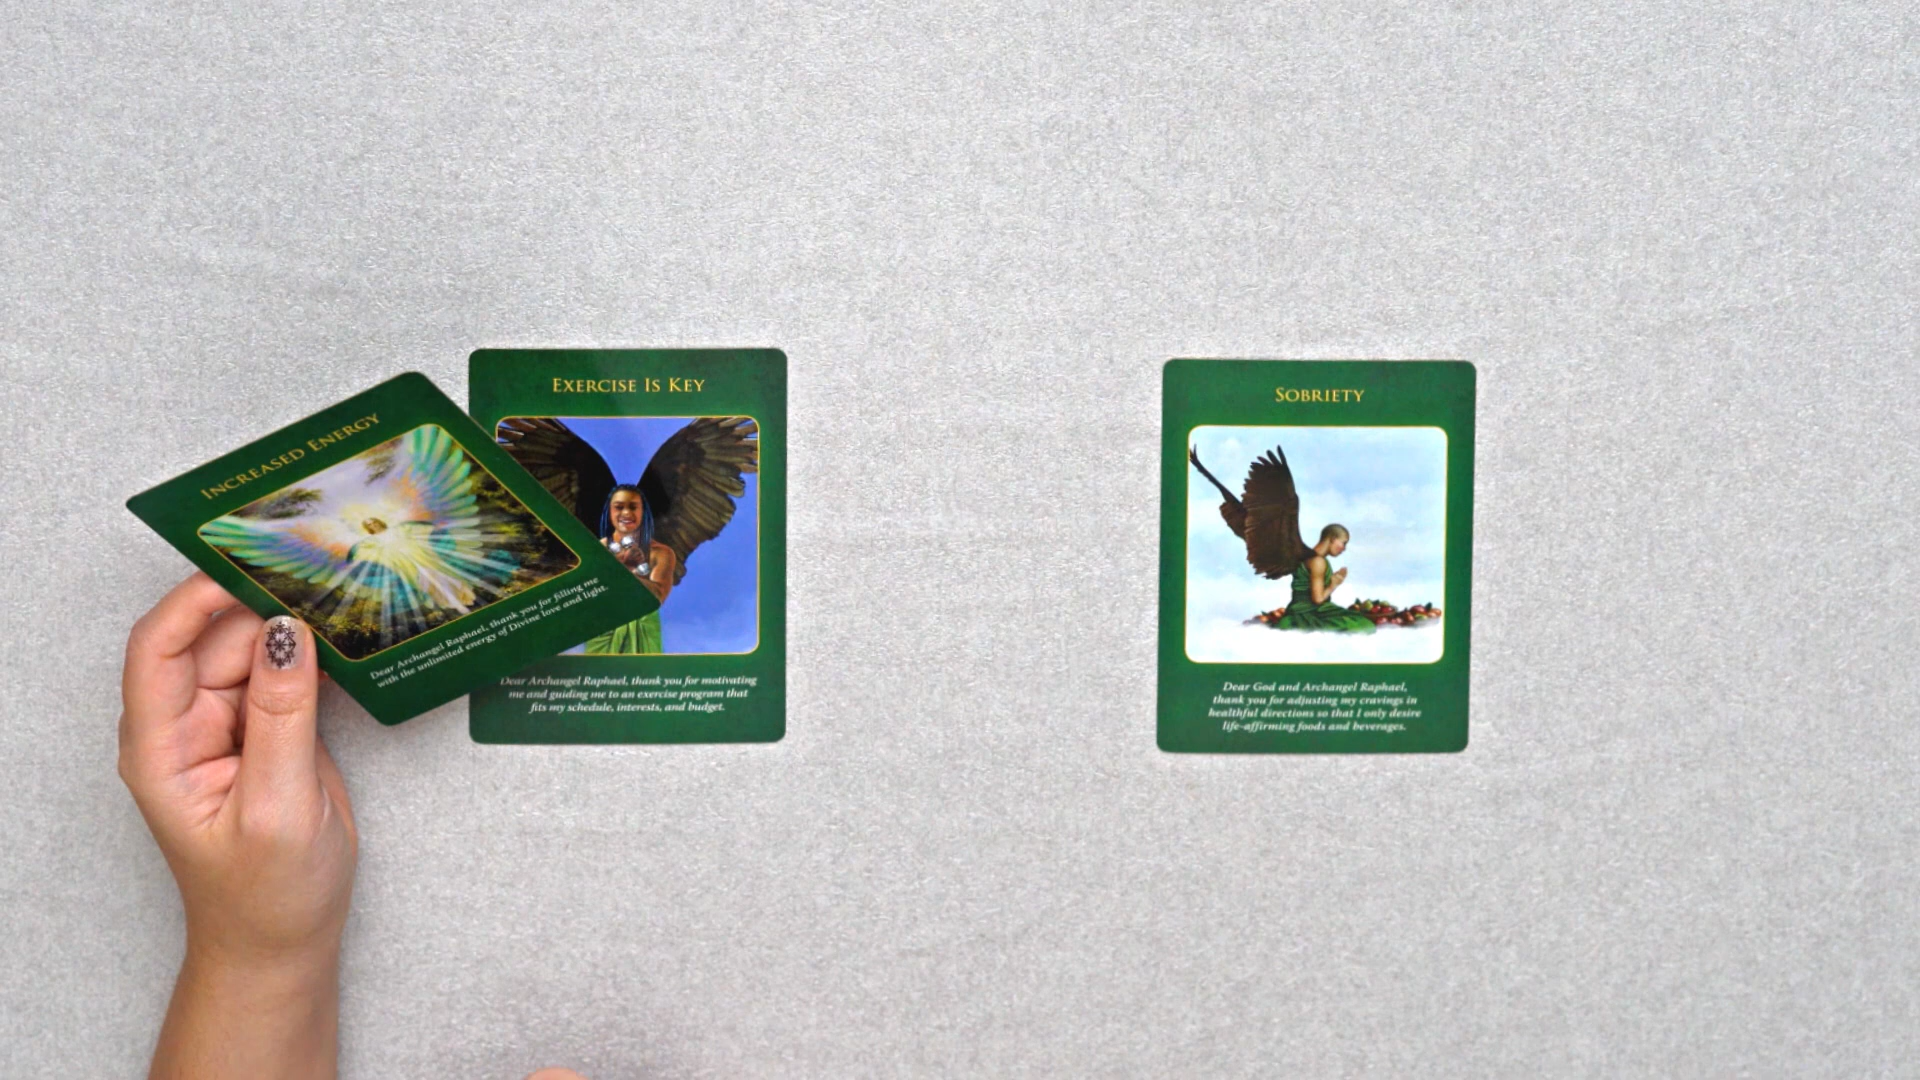 INCREASED ENERGY
Dear Archangel Raphael, thank you for filling me
with the unlimited energy of Divine love and light.
EXERCISE IS KEY
Dear Archangel Raphael, thank you for motivating
me and guiding me to an exercise program that
fits my schedule, interests, and budget.
SOBRIETY
Dear God and Archangel Raphael,
thank you for adjusting my cravings in
healthful directions so that I only desire
life-affirming foods and beverages.